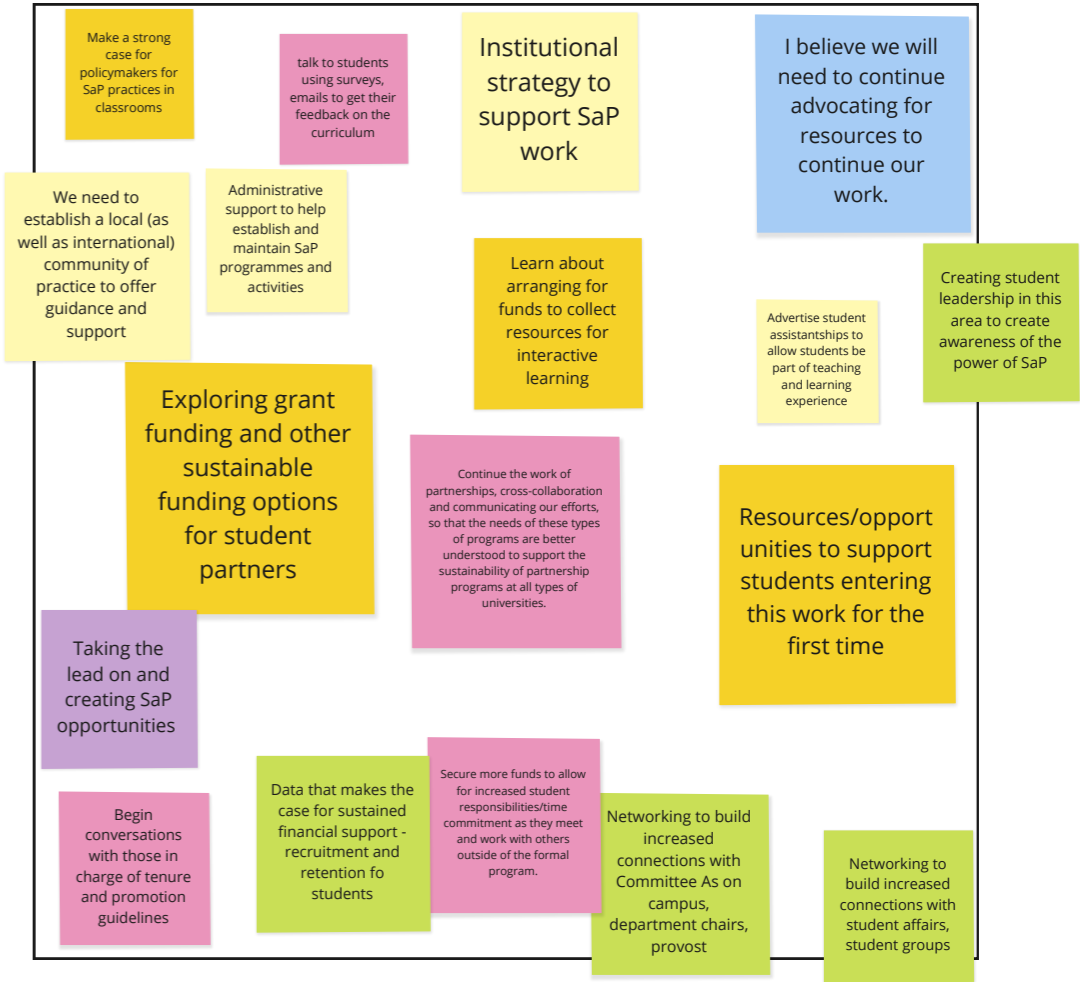 Make a strong
case for
policymakers for
SaP practices in
classrooms
talk to students
using surveys,
emails to get their
feedback on the
curriculum
Institutional
strategy to
support SaP
work
I believe we will
need to continue
advocating for
resources to
continue our
work.
We need to
establish a local (as
well as international)
community of
practice to offer
guidance and
support
Administrative
support to help
establish and
maintain SaP
programmes and
activities
Learn about
arranging for
funds to collect
resources for
interactive
learning
Advertise student
assistantships to
allow students be
part of teaching
and learning
experience
Creating student
leadership in this
area to create
awareness of the
power of SaP
Exploring grant
funding and other
sustainable
funding options
for student
partners
Continue the work of
partnerships, cross-collaboration
and communicating our efforts,
so that the needs of these types
of programs are better
understood to support the
sustainability of partnership
programs at all types of
universities.
Resources/opport
unities to support
students entering
this work for the
first time
Taking the
lead on and
creating SaP
opportunities
Begin
conversations
with those in
charge of tenure
and promotion
guidelines
Data that makes the
case for sustained
financial support -
recruitment and
retention fo
students
Secure more funds to allow
for increased student
responsibilities/time
commitment as they meet
and work with others
outside of the formal
program.
Networking to build
increased
connections with
Committee As on
campus,
department chairs,
provost
Networking to
build increased
connections with
student affairs,
student groups